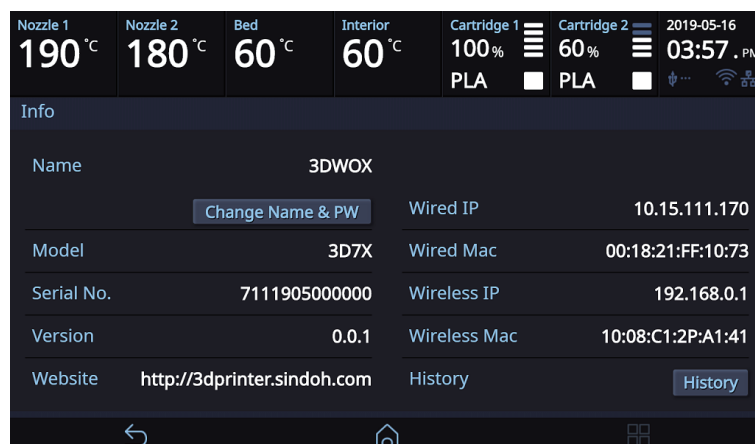 Nozzle 1 Nozzle 2 Bed Interior Cartridge 1 Cartridge 2 2019-05-16
190 °C 180 °C 60 °C 60 °C 100 % 60 % 03:57 . PM
PLA PLA
Info
Name 3DWOX
Change Name & PW Wired IP 10.15.111.170
Model 3D7X Wired Mac 00:18:21:FF:10:73
Serial No. 7111905000000 Wireless IP 192.168.0.1
Version 0.0.1 Wireless Mac 10:08:C1:2P:A1:41
Website http://3dprinter.sindoh.com History History